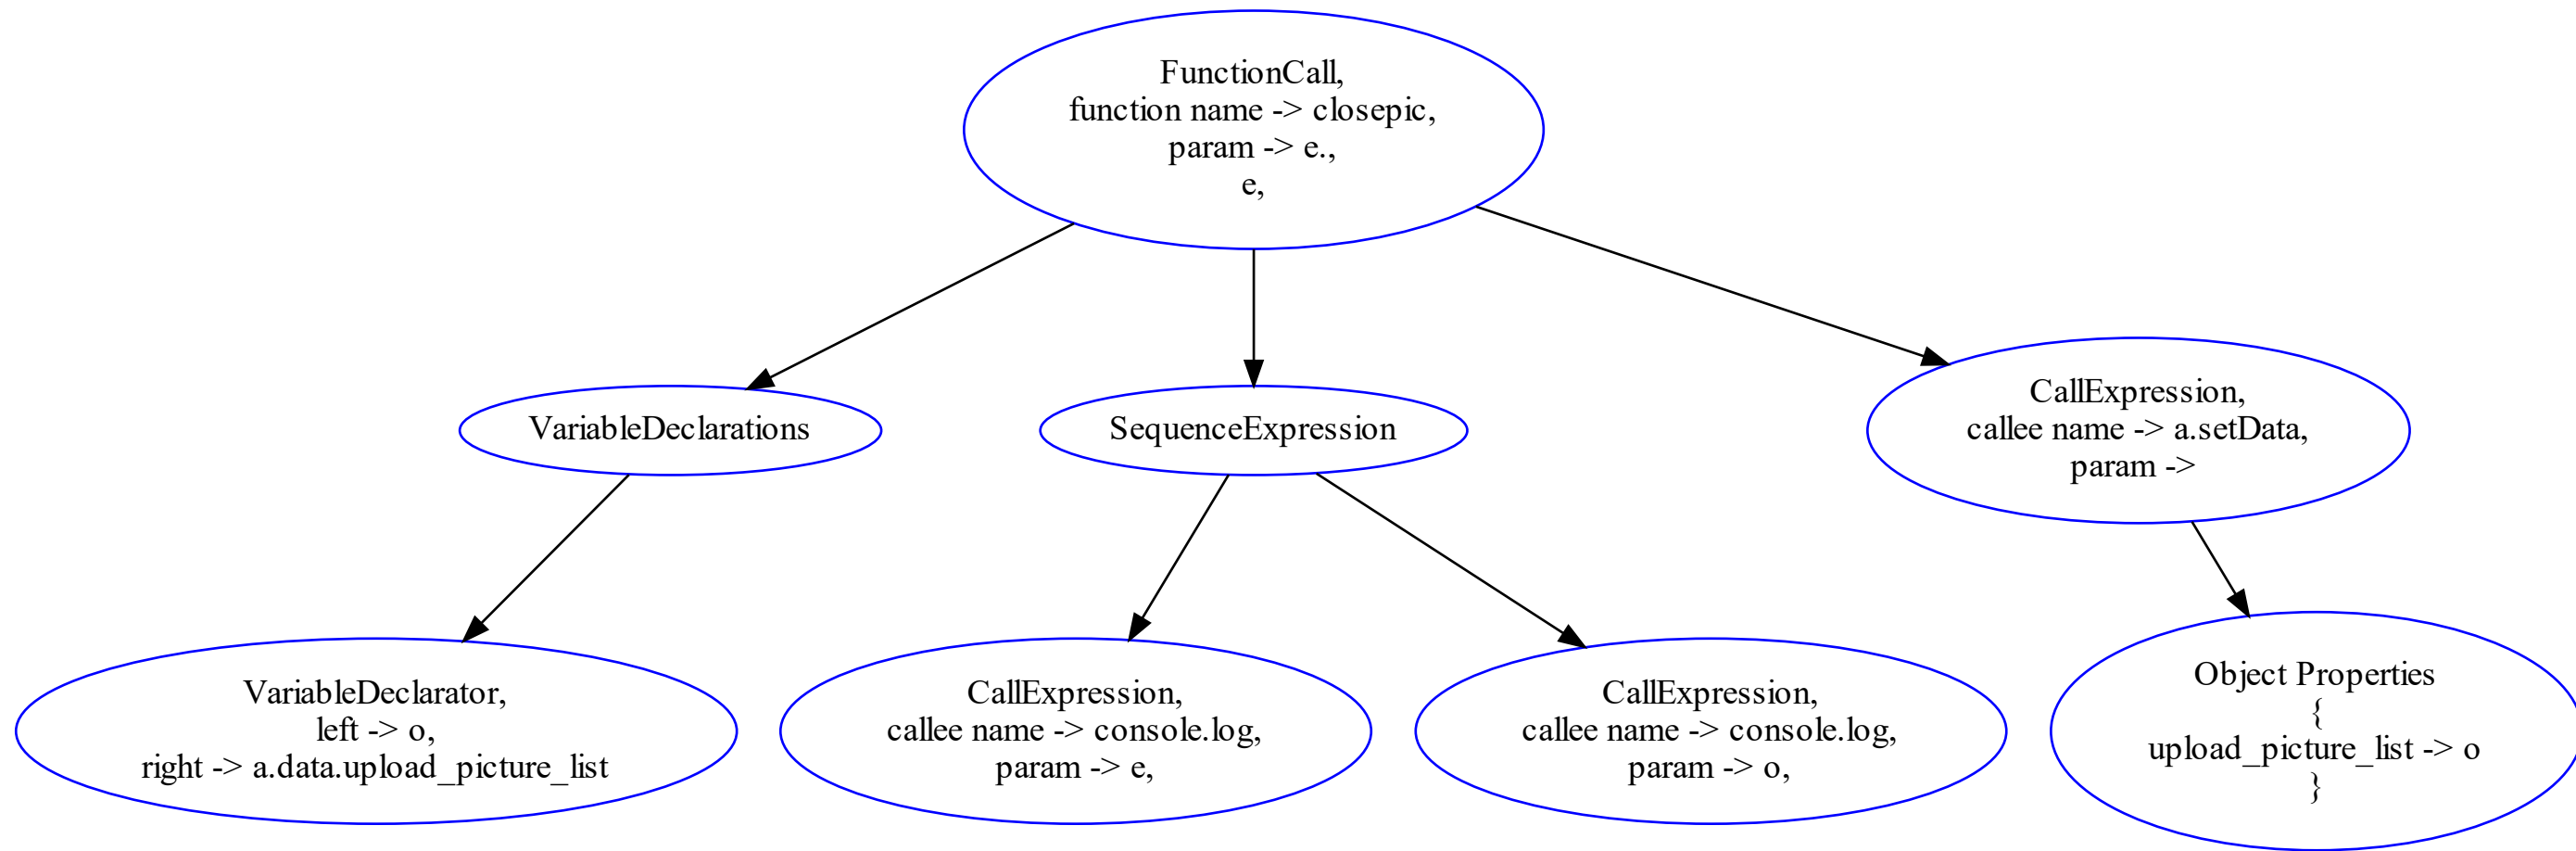 FunctionCall,
function name -> closepic,
param -> e.,
e,
VariableDeclarations
SequenceExpression
CallExpression,
callee name -> a.setData,
param ->
VariableDeclarator,
left -> o,
right -> a.data.upload_picture_list
CallExpression,
callee name -> console.log,
param -> e,
CallExpression,
callee name -> console.log,
param -> o,
Object Properties
{
upload_picture_list -> o
}